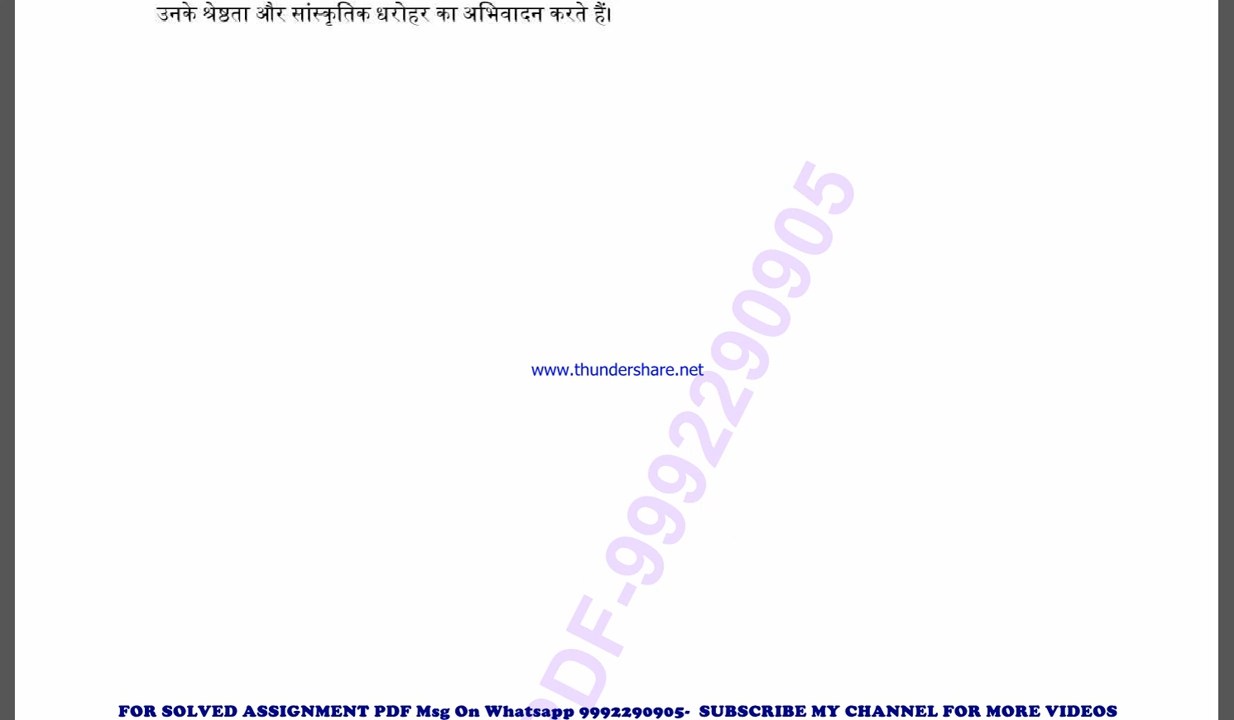 उनके श्रेष्ठता और सांस्कृतिक धरोहर का अभिवादन करते हैं।
www.thundershare.net
PDF-9992290905
FOR SOLVED ASSIGNMENT PDF Msg On Whatsapp 9992290905- SUBSCRIBE MY CHANNEL FOR MORE VIDEOS